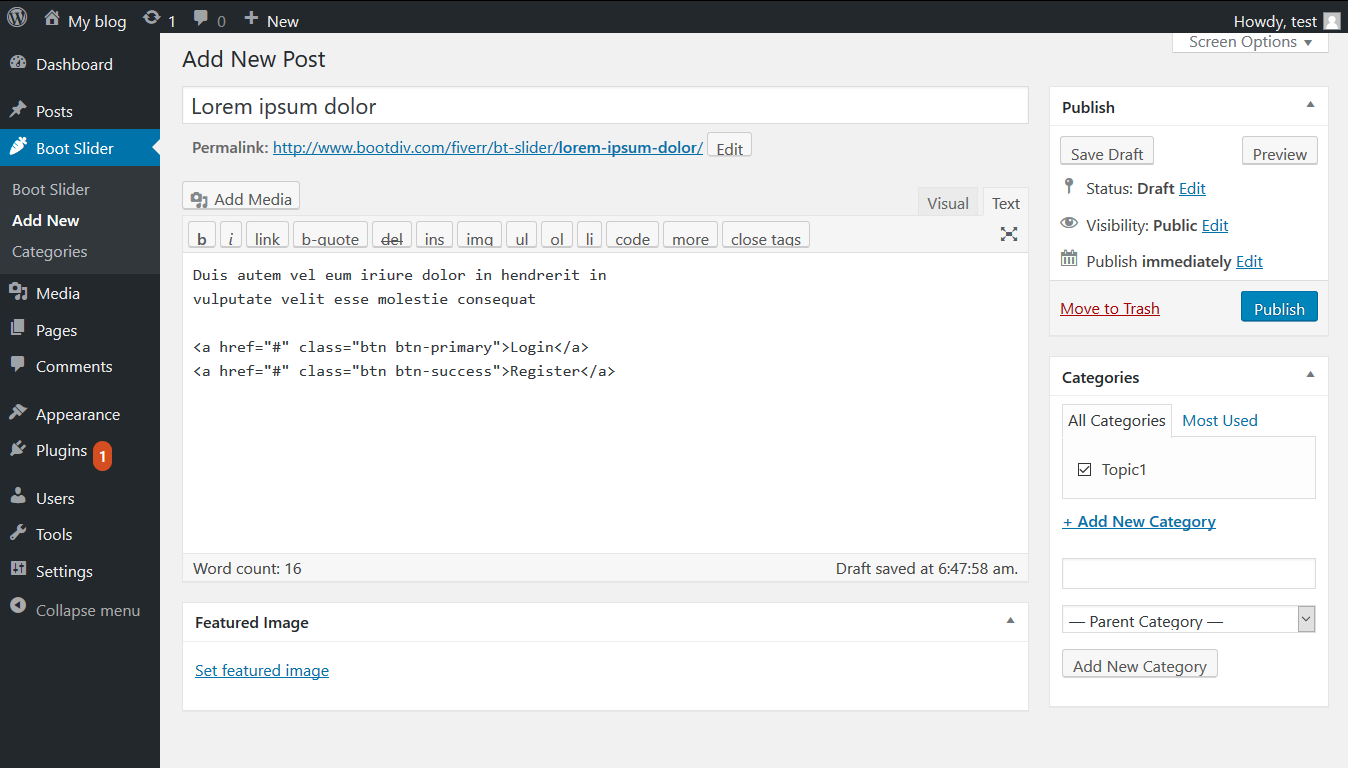 My blog 1 0 New Howdy, test
Screen Options
Dashboard
Posts
Boot Slider
Boot Slider
Add New
Categories
Media
Pages
Comments
Appearance
Plugins 1
Users
Tools
Settings
Collapse menu
Add New Post
Lorem ipsum dolor
Permalink: http://www.bootdiv.com/fiverr/bt-slider/lorem-ipsum-dolor/ Edit
Add Media
Visual Text
b i link b-quote del ins img ul ol li code more close tags
Duis autem vel eum iriure dolor in hendrerit in
vulputate velit esse molestie consequat
<a href="#" class="btn btn-primary">Login</a>
<a href="#" class="btn btn-success">Register</a>
Word count: 16 Draft saved at 6:47:58 am.
Featured Image
Set featured image
Publish
Save Draft Preview
Status: Draft Edit
Visibility: Public Edit
Publish immediately Edit
Move to Trash Publish
Categories
All Categories Most Used
Topic1
+ Add New Category
— Parent Category —
Add New Category